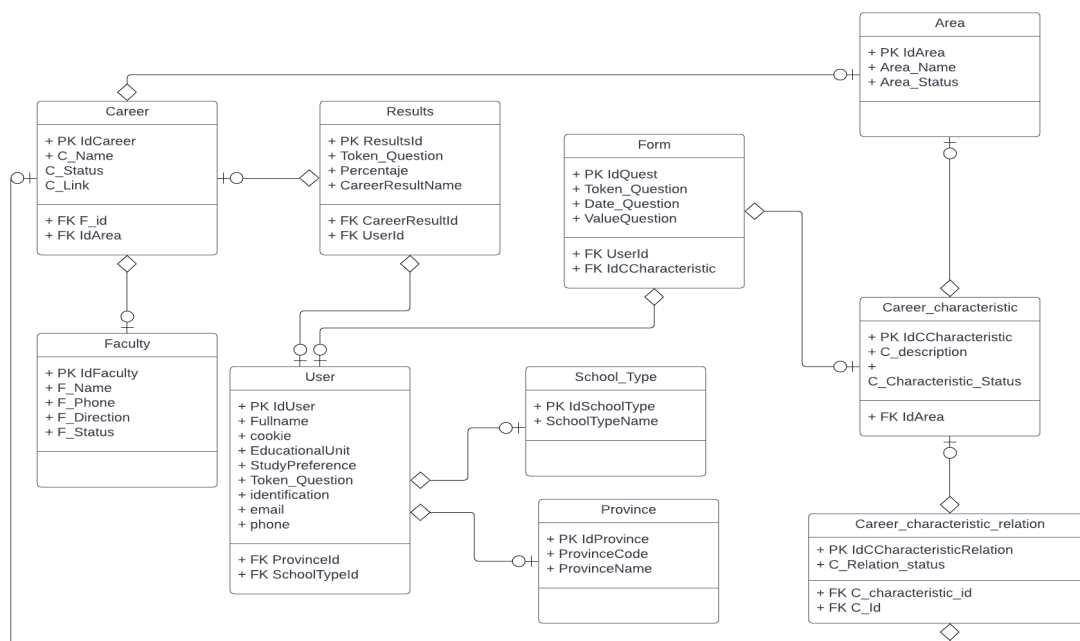 Area
+ PK IdArea
+ Area_Name
+ Area_Status
Career
+ PK IdCareer
+ C_Name
C_Status
C_Link
+ FK F_id
+ FK IdArea
Results
+ PK ResultsId
+ Token_Question
+ Percentaje
+ CareerResultName
+ FK CareerResultId
+ FK UserId
Form
+ PK IdQuest
+ Token_Question
+ Date_Question
+ ValueQuestion
+ FK UserId
+ FK IdCCharacteristic
Career_characteristic
+ PK IdCCharacteristic
+ C_description
+
C_Characteristic_Status
+ FK IdArea
Faculty
+ PK IdFaculty
+ F_Name
+ F_Phone
+ F_Direction
+ F_Status
User
+ PK IdUser
+ Fullname
+ cookie
+ EducationalUnit
+ StudyPreference
+ Token_Question
+ identification
+ email
+ phone
+ FK ProvinceId
+ FK SchoolTypeId
School_Type
+ PK IdSchoolType
+ SchoolTypeName
Province
+ PK IdProvince
+ ProvinceCode
+ ProvinceName
Career_characteristic_relation
+ PK IdCCharacteristicRelation
+ C_Relation_status
+ FK C_characteristic_id
+ FK C_Id